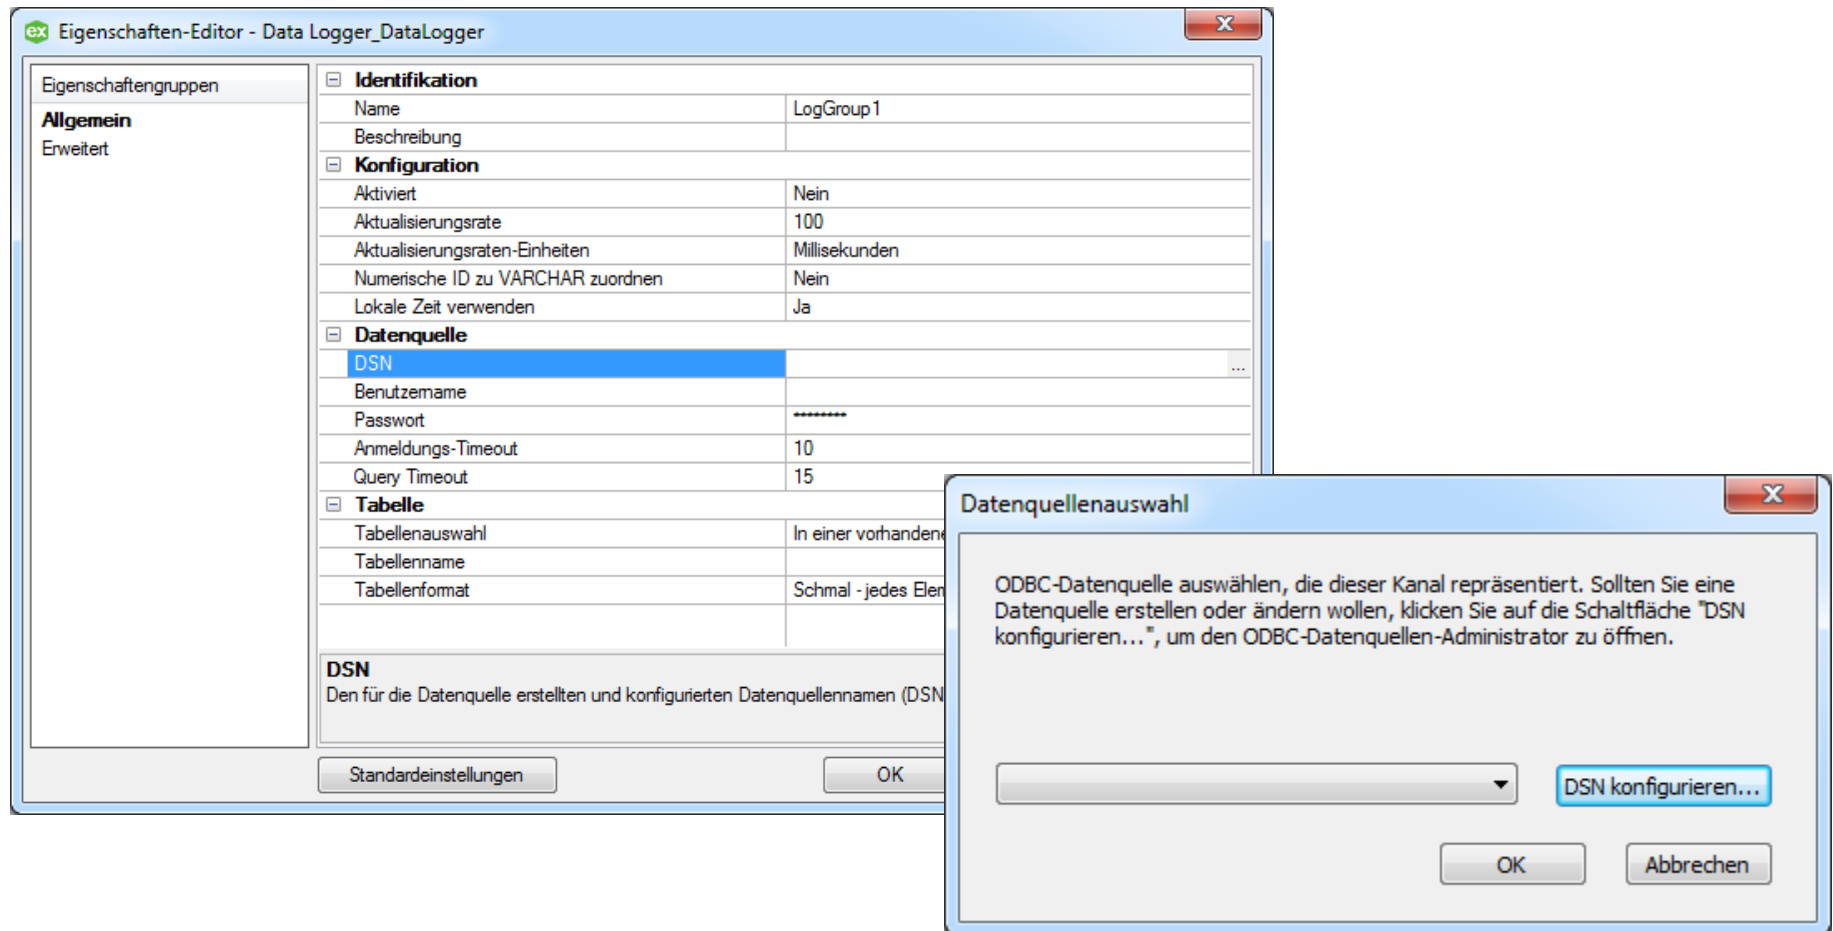 ex Eigenschaften-Editor - Data Logger_DataLogger
Eigenschaftengruppen
Allgemein
Erweitert
Identifikation
Name LogGroup1
Beschreibung
Konfiguration
Aktiviert Nein
Aktualisierungsrate 100
Aktualisierungsraten-Einheiten Millisekunden
Numerische ID zu VARCHAR zuordnen Nein
Lokale Zeit verwenden Ja
Datenquelle
DSN ...
Benutzername
Passwort ********
Anmeldungs-Timeout 10
Query Timeout 15
Tabelle
Tabellenauswahl In einer vorhandene
Tabellenname
Tabellenformat Schmal - jedes Elem
DSN
Den für die Datenquelle erstellten und konfigurierten Datenquellennamen (DSN
Standardeinstellungen OK
Datenquellenauswahl
ODBC-Datenquelle auswählen, die dieser Kanal repräsentiert. Sollten Sie eine
Datenquelle erstellen oder ändern wollen, klicken Sie auf die Schaltfläche "DSN
konfigurieren...", um den ODBC-Datenquellen-Administrator zu öffnen.
DSN konfigurieren...
OK Abbrechen